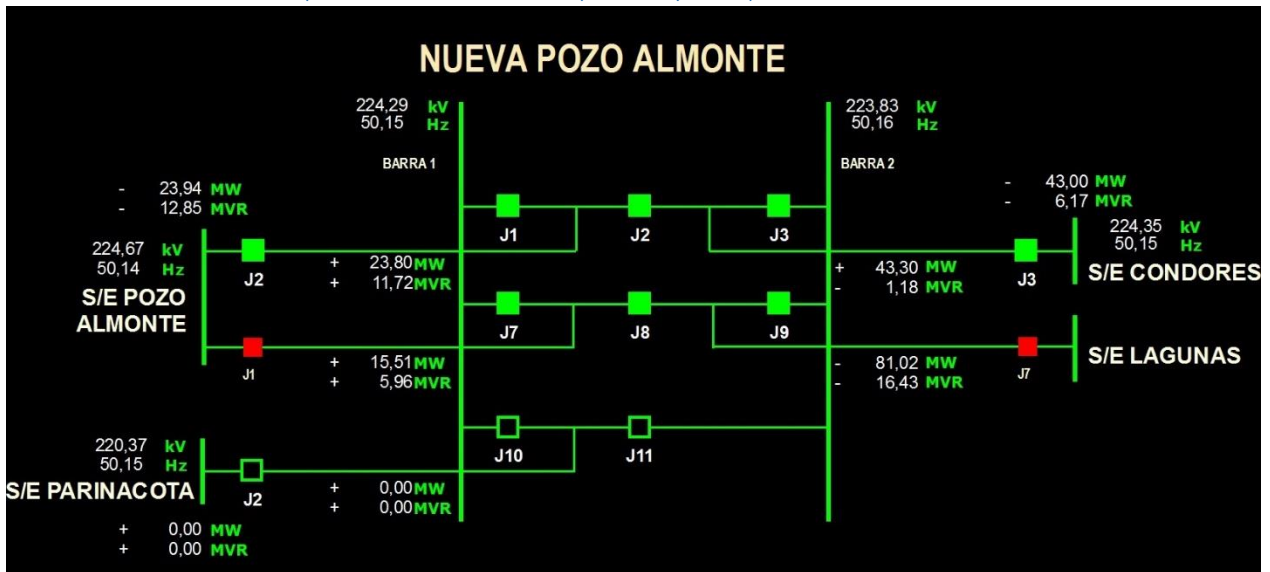 NUEVA POZO ALMONTE
224,29 kV
50,15 Hz
BARRA 1
223,83 kV
50,16 Hz
BARRA 2
- 23,94 MW
- 12,85 MVR
- 43,00 MW
- 6,17 MVR
J1
J2
J3
224,67 kV
50,14 Hz
J2
S/E POZO
ALMONTE
+ 23,80 MW
+ 11,72 MVR
+ 43,30 MW
- 1,18 MVR
J3
224,35 kV
50,15 Hz
S/E CONDORES
J7
J8
J9
J1
+ 15,51 MW
+ 5,96 MVR
- 81,02 MW
- 16,43 MVR
J7
S/E LAGUNAS
J10
J11
220,37 kV
50,15 Hz
S/E PARINACOTA
J2
+ 0,00 MW
+ 0,00 MVR
+ 0,00 MW
+ 0,00 MVR